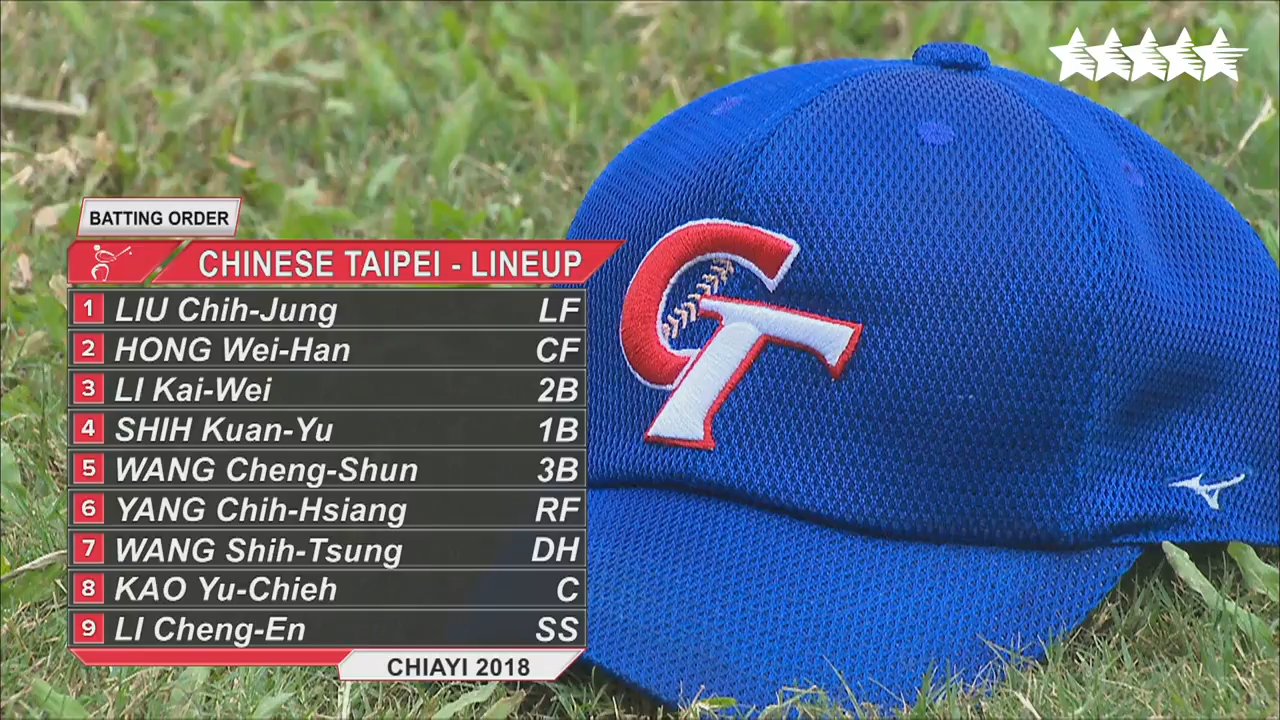 BATTING ORDER
CHINESE TAIPEI - LINEUP
1 LIU Chih-Jung LF
2 HONG Wei-Han CF
3 LI Kai-Wei 2B
4 SHIH Kuan-Yu 1B
5 WANG Cheng-Shun 3B
6 YANG Chih-Hsiang RF
7 WANG Shih-Tsung DH
8 KAO Yu-Chieh C
9 LI Cheng-En SS
CHIAYI 2018
CT